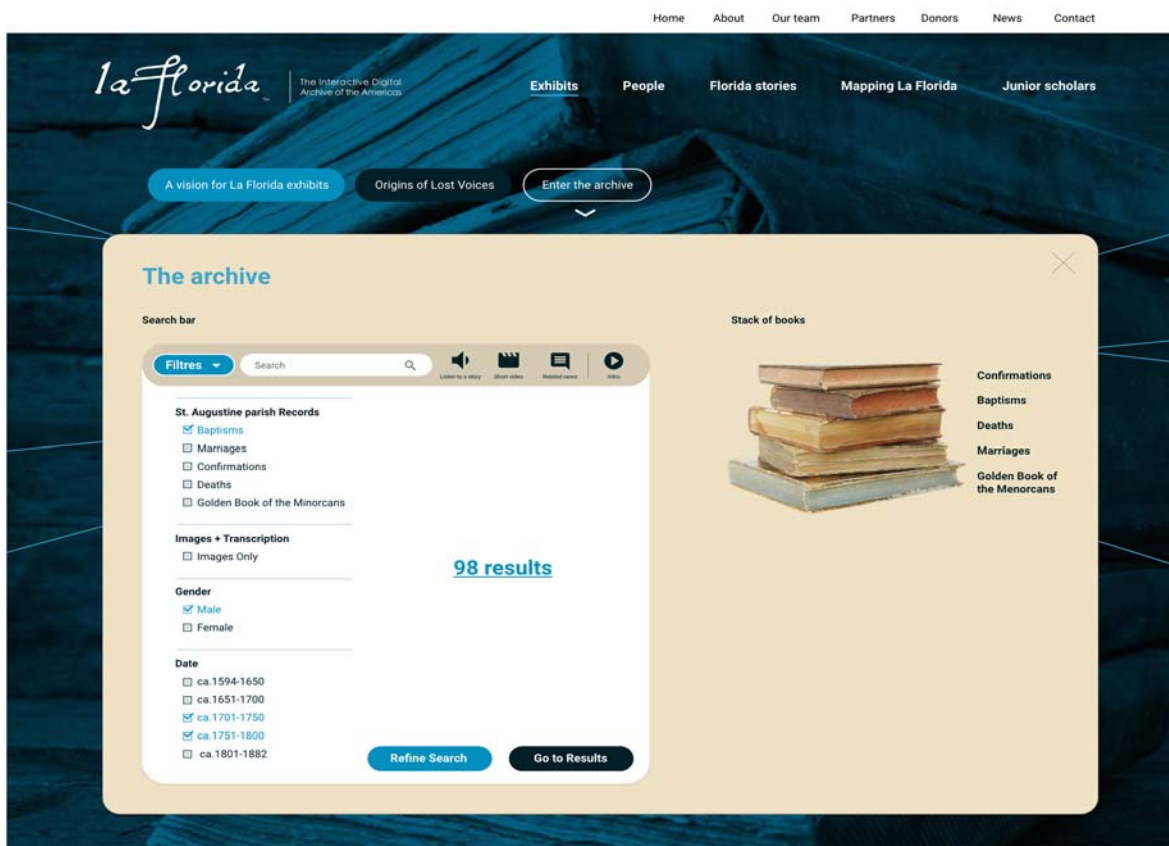 Home About Our team Partners Donors News Contact
la Florida
The Interactive Digital
Archive of the Americas
Exhibits People Florida stories Mapping La Florida Junior scholars
A vision for La Florida exhibits Origins of Lost Voices Enter the archive
The archive
Search bar
Filtres Search
Listen to a story Short video Related news Intro
St. Augustine parish Records
Baptisms
Marriages
Confirmations
Deaths
Golden Book of the Minorcans
Images + Transcription
Images Only
98 results
Gender
Male
Female
Date
ca.1594-1650
ca.1651-1700
ca.1701-1750
ca.1751-1800
ca.1801-1882
Refine Search Go to Results
Stack of books
Confirmations
Baptisms
Deaths
Marriages
Golden Book of
the Menorcans